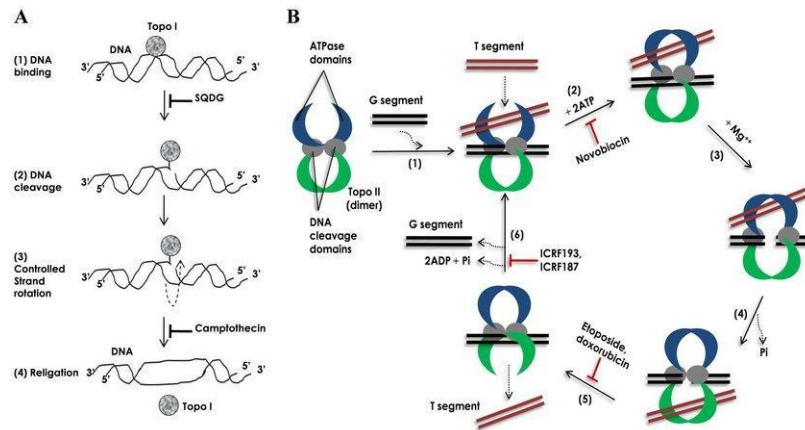 A
Topo I
DNA
(1) DNA
binding
3’
5’
5’
3’
SQDG
(2) DNA
cleavage
3’
5’
5’
3’
(3)
Controlled
Strand
rotation
3’
5’
5’
3’
Camptothecin
DNA
(4) Religation
3’
5’
5’
3’
Topo I
B
ATPase
domains
G segment
(1)
Topo II
(dimer)
DNA
cleavage
domains
T segment
(2)
+ 2ATP
Novobiocin
+ Mg⁺⁺
(3)
(4)
Pi
Etoposide,
doxorubicin
(5)
T segment
(6)
G segment
2ADP + Pi
ICRF193,
ICRF187